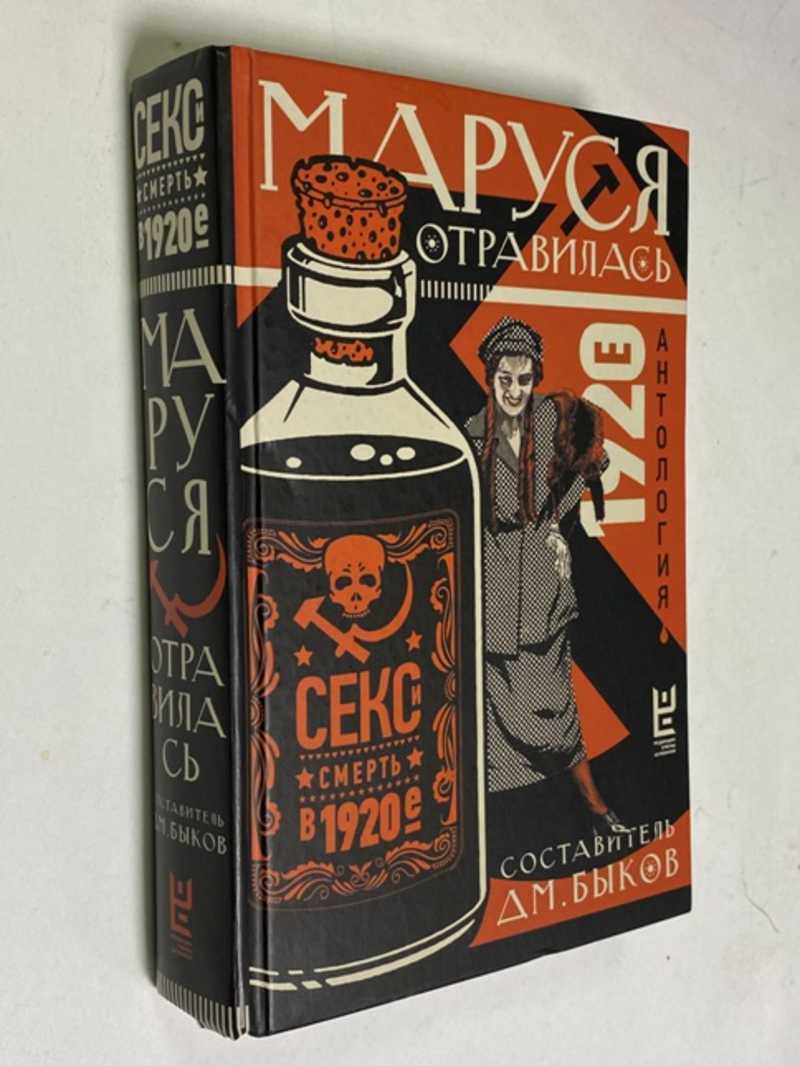 СЕКС и
СМЕРТЬ
В 1920е
МА
РУ
СЯ
ОТРА
ВИЛА
СЬ
СОСТАВИТЕЛЬ
ДМ. БЫКОВ
МАРУСЯ
ОТРАВИЛАСЬ
1920Е
АНТОЛОГИЯ
СЕКС и
СМЕРТЬ
В 1920е
СОСТАВИТЕЛЬ
ДМ. БЫКОВ